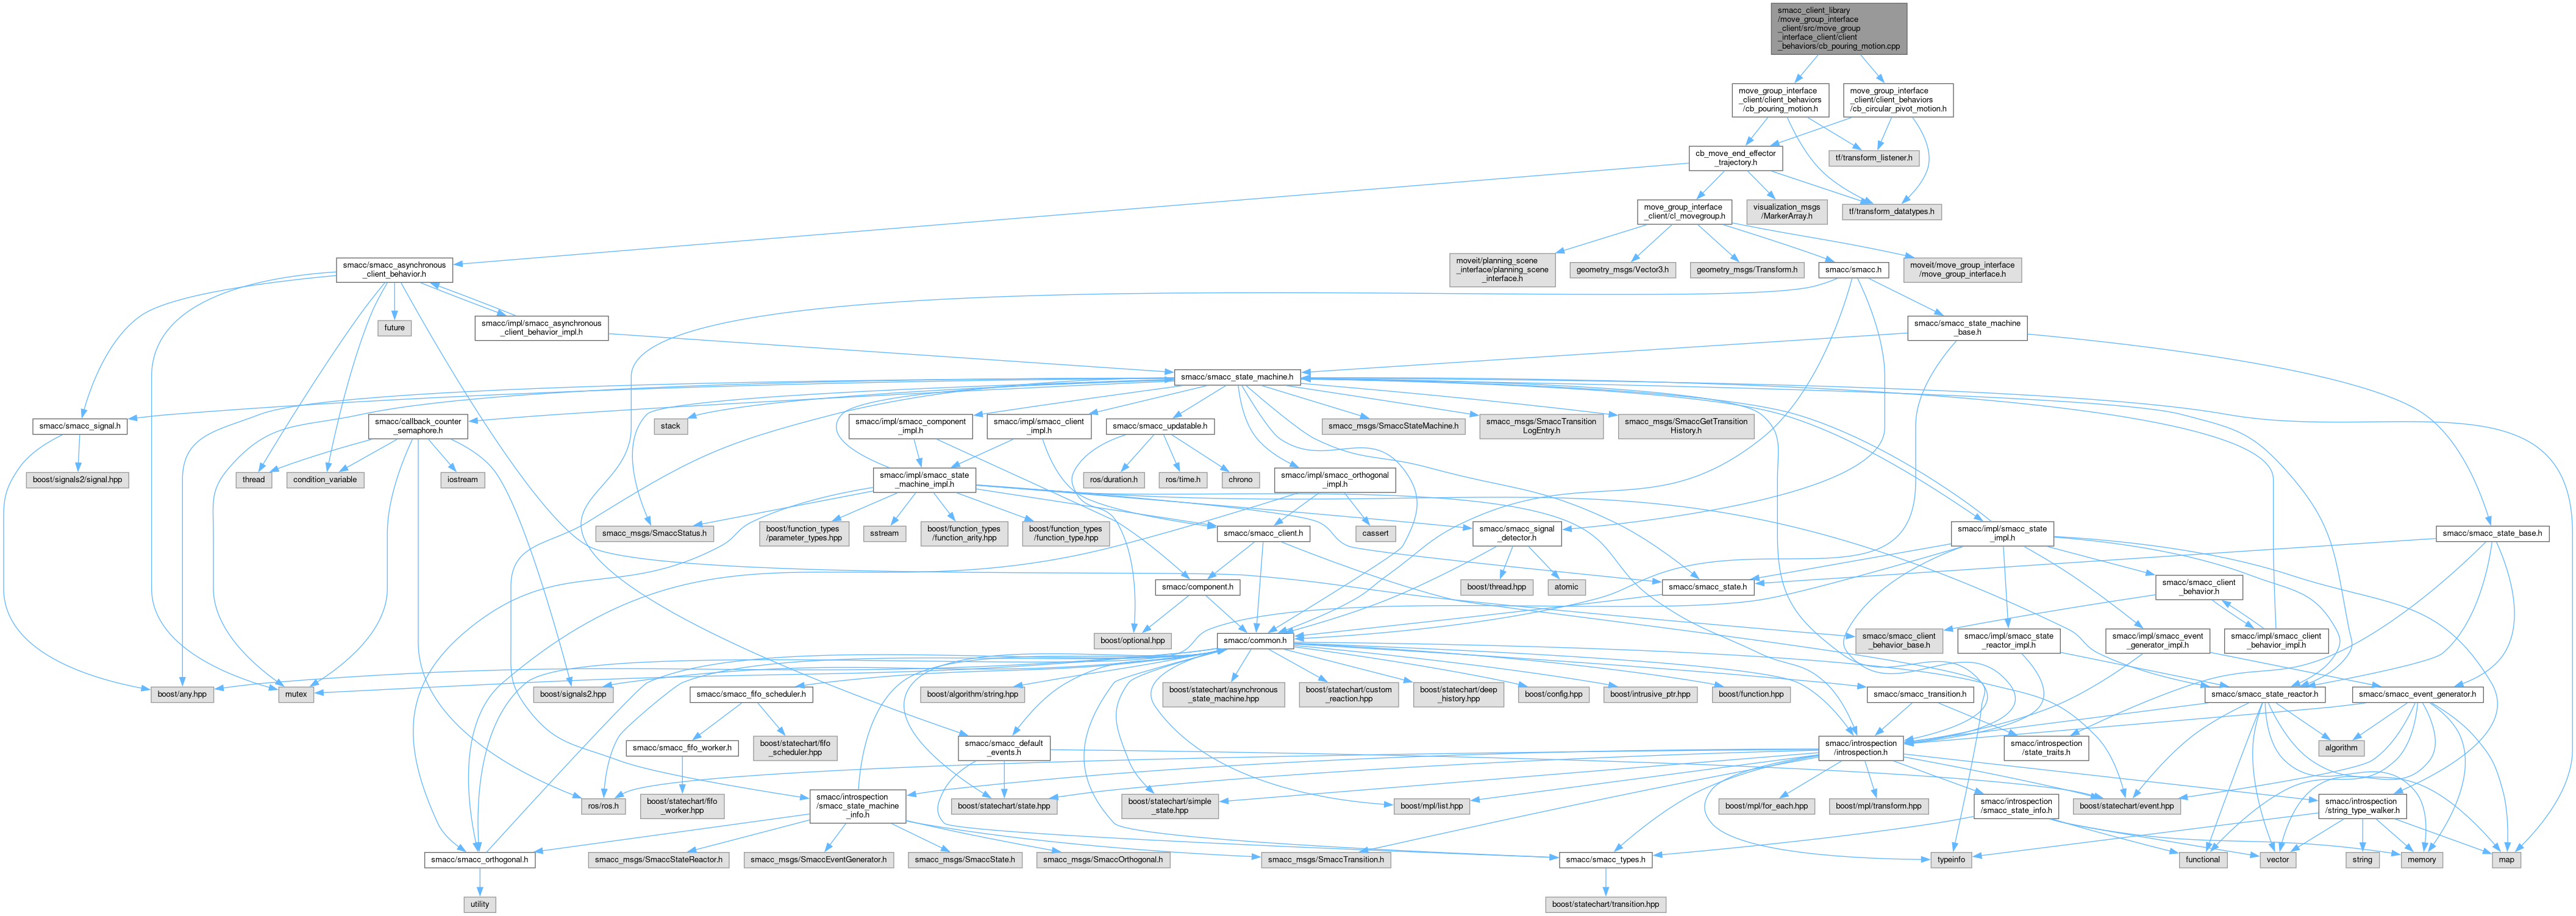 smacc_client_library
/move_group_interface
_client/src/move_group
_interface_client/client
_behaviors/cb_pouring_motion.cpp
move_group_interface
_client/client_behaviors
/cb_pouring_motion.h
move_group_interface
_client/client_behaviors
/cb_circular_pivot_motion.h
cb_move_end_effector
_trajectory.h
tf/transform_listener.h
move_group_interface
_client/cl_movegroup.h
visualization_msgs
/MarkerArray.h
tf/transform_datatypes.h
smacc/smacc_asynchronous
_client_behavior.h
moveit/planning_scene
_interface/planning_scene
_interface.h
geometry_msgs/Vector3.h
geometry_msgs/Transform.h
smacc/smacc.h
moveit/move_group_interface
/move_group_interface.h
future
smacc/impl/smacc_asynchronous
_client_behavior_impl.h
smacc/smacc_state_machine
_base.h
smacc/smacc_state_machine.h
smacc/smacc_signal.h
smacc/callback_counter
_semaphore.h
stack
smacc/impl/smacc_component
_impl.h
smacc/impl/smacc_client
_impl.h
smacc/smacc_updatable.h
smacc_msgs/SmaccStateMachine.h
smacc_msgs/SmaccTransition
LogEntry.h
smacc_msgs/SmaccGetTransition
History.h
boost/signals2/signal.hpp
thread
condition_variable
iostream
smacc/impl/smacc_state
_machine_impl.h
ros/duration.h
ros/time.h
chrono
smacc/impl/smacc_orthogonal
_impl.h
smacc_msgs/SmaccStatus.h
boost/function_types
/parameter_types.hpp
sstream
boost/function_types
/function_arity.hpp
boost/function_types
/function_type.hpp
smacc/smacc_client.h
cassert
smacc/smacc_signal
_detector.h
smacc/impl/smacc_state
_impl.h
smacc/smacc_state_base.h
smacc/component.h
boost/thread.hpp
atomic
smacc/smacc_state.h
smacc/smacc_client
_behavior.h
boost/optional.hpp
smacc/common.h
smacc/smacc_client
_behavior_base.h
smacc/impl/smacc_state
_reactor_impl.h
smacc/impl/smacc_event
_generator_impl.h
smacc/impl/smacc_client
_behavior_impl.h
boost/any.hpp
mutex
boost/signals2.hpp
smacc/smacc_fifo_scheduler.h
boost/algorithm/string.hpp
boost/statechart/asynchronous
_state_machine.hpp
boost/statechart/custom
_reaction.hpp
boost/statechart/deep
_history.hpp
boost/config.hpp
boost/intrusive_ptr.hpp
boost/function.hpp
smacc/smacc_transition.h
smacc/smacc_state_reactor.h
smacc/smacc_event_generator.h
smacc/smacc_fifo_worker.h
boost/statechart/fifo
_scheduler.hpp
smacc/smacc_default
_events.h
smacc/introspection
/introspection.h
smacc/introspection
/state_traits.h
algorithm
ros/ros.h
boost/statechart/fifo
_worker.hpp
smacc/introspection
/smacc_state_machine
_info.h
boost/statechart/state.hpp
boost/statechart/simple
_state.hpp
boost/mpl/list.hpp
boost/mpl/for_each.hpp
boost/mpl/transform.hpp
smacc/introspection
/smacc_state_info.h
boost/statechart/event.hpp
smacc/introspection
/string_type_walker.h
smacc/smacc_orthogonal.h
smacc_msgs/SmaccStateReactor.h
smacc_msgs/SmaccEventGenerator.h
smacc_msgs/SmaccState.h
smacc_msgs/SmaccOrthogonal.h
smacc_msgs/SmaccTransition.h
smacc/smacc_types.h
typeinfo
functional
vector
string
memory
map
utility
boost/statechart/transition.hpp